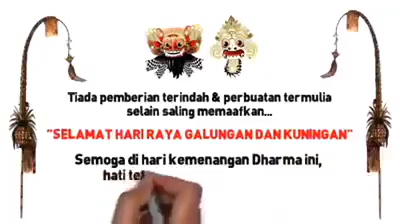 Tiada pemberian terindah & perbuatan termulia
selain saling memaafkan...
"SELAMAT HARI RAYA GALUNGAN DAN KUNINGAN"
Semoga di hari kemenangan Dharma ini,
hati